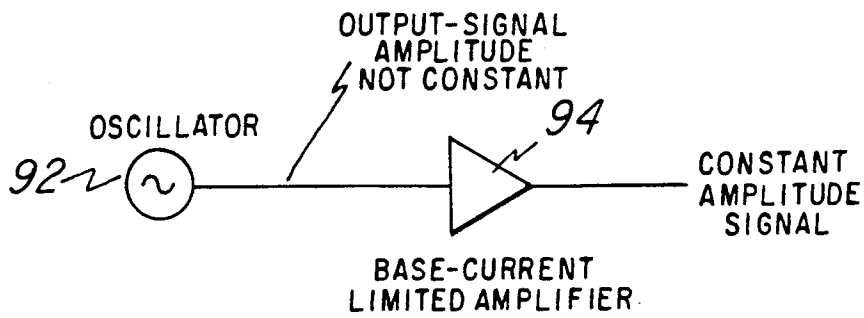 OUTPUT-SIGNAL
AMPLITUDE
NOT CONSTANT
OSCILLATOR
94
92
CONSTANT
AMPLITUDE
SIGNAL
BASE-CURRENT
LIMITED AMPLIFIER